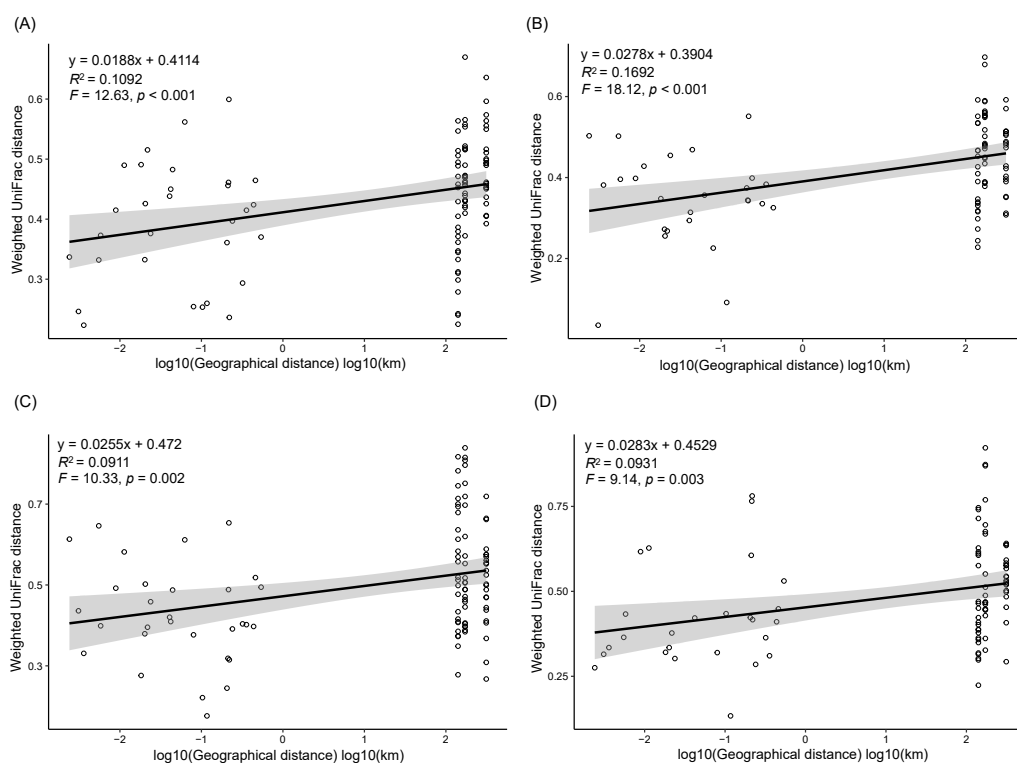 (A)
y = 0.0188x + 0.4114
R² = 0.1092
F = 12.63, p < 0.001
Weighted UniFrac distance
0.6
0.5
0.4
0.3
−2 −1 0 1 2
log10(Geographical distance) log10(km)
(B)
y = 0.0278x + 0.3904
R² = 0.1692
F = 18.12, p < 0.001
Weighted UniFrac distance
0.6
0.4
0.2
−2 −1 0 1 2
log10(Geographical distance) log10(km)
(C)
y = 0.0255x + 0.472
R² = 0.0911
F = 10.33, p = 0.002
Weighted UniFrac distance
0.7
0.5
0.3
−2 −1 0 1 2
log10(Geographical distance) log10(km)
(D)
y = 0.0283x + 0.4529
R² = 0.0931
F = 9.14, p = 0.003
Weighted UniFrac distance
0.75
0.50
0.25
−2 −1 0 1 2
log10(Geographical distance) log10(km)